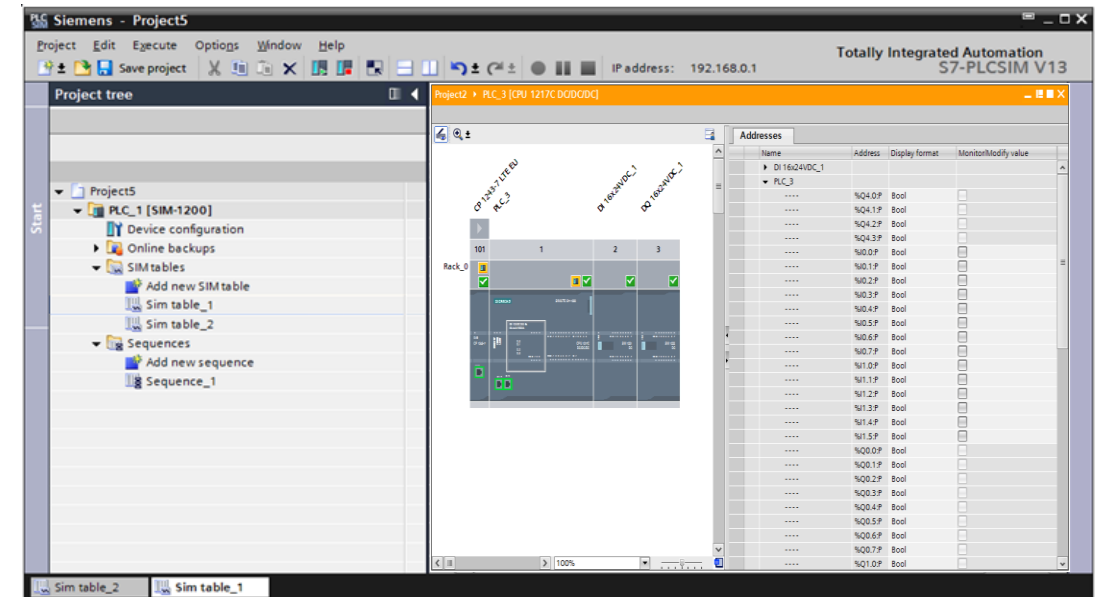 Siemens - Project5
Project Edit Execute Options Window Help
Totally Integrated Automation
S7-PLCSIM V13
Save project
IP address: 192.168.0.1
Project tree
Project2 PLC_3 [CPU 1217C DC/DC/DC]
Start
Project5
PLC_1 [SIM-1200]
Device configuration
Online backups
SIM tables
Add new SIM table
Sim table_1
Sim table_2
Sequences
Add new sequence
Sequence_1
CP 1243-7 LTE EU
PLC_3
DI 16x24VDC_1
DQ 16x24VDC_1
101 1 2 3
Rack_0
SIEMENS
100%
Addresses
Name Address Display format Monitor/Modify value
DI 16x24VDC_1
PLC_3
---- %Q4.0:P Bool
---- %Q4.1:P Bool
---- %Q4.2:P Bool
---- %Q4.3:P Bool
---- %I0.0:P Bool
---- %I0.1:P Bool
---- %I0.2:P Bool
---- %I0.3:P Bool
---- %I0.4:P Bool
---- %I0.5:P Bool
---- %I0.6:P Bool
---- %I0.7:P Bool
---- %I1.0:P Bool
---- %I1.1:P Bool
---- %I1.2:P Bool
---- %I1.3:P Bool
---- %I1.4:P Bool
---- %I1.5:P Bool
---- %Q0.0:P Bool
---- %Q0.1:P Bool
---- %Q0.2:P Bool
---- %Q0.3:P Bool
---- %Q0.4:P Bool
---- %Q0.5:P Bool
---- %Q0.6:P Bool
---- %Q0.7:P Bool
---- %Q1.0:P Bool
Sim table_2 Sim table_1